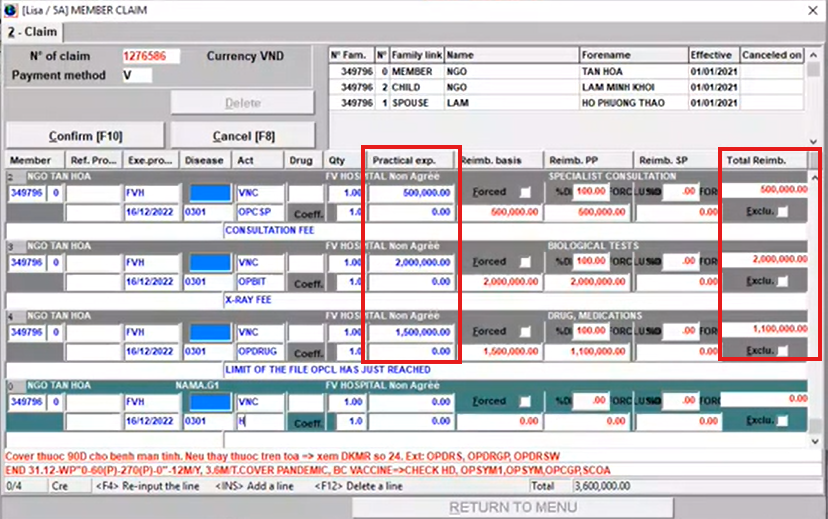 [Lisa / SA] MEMBER CLAIM
2 - Claim
N° of claim 1276586 Currency VND
Payment method V
Delete
Confirm [F10] Cancel [F8]
N° Fam. N° Family link Name Forename Effective Canceled on
349796 0 MEMBER NGO TAN HOA 01/01/2021
349796 2 CHILD NGO LAM MINH KHOI 01/01/2021
349796 1 SPOUSE LAM HO PHUONG THAO 01/01/2021
Member Ref. Pro... Exe.pro... Disease Act Drug Qty Practical exp. Reimb. basis Reimb. PP Reimb. SP Total Reimb.
2 NGO TAN HOA FV HOSPITAL Non Agréé SPECIALIST CONSULTATION
349796 0 FVH VNC 1.00 500,000.00 Forced %DI 100.00 FORC .00 FOR 500,000.00
16/12/2022 0301 OPCSP Coeff. 1.0 0.00 500,000.00 500,000.00 0.00 Exclu.
CONSULTATION FEE
3 NGO TAN HOA FV HOSPITAL Non Agréé BIOLOGICAL TESTS
349796 0 FVH VNC 1.00 2,000,000.00 Forced %DI 100.00 FORC .00 FOR 2,000,000.00
16/12/2022 0301 OPBIT Coeff. 1.0 0.00 2,000,000.00 2,000,000.00 0.00 Exclu.
X-RAY FEE
4 NGO TAN HOA FV HOSPITAL Non Agréé DRUG, MEDICATIONS
349796 0 FVH VNC 1.00 1,500,000.00 Forced %DI 100.00 FORC .00 FOR 1,100,000.00
16/12/2022 0301 OPDRUG Coeff. 1.0 0.00 1,500,000.00 1,100,000.00 0.00 Exclu.
LIMIT OF THE FILE OPCL HAS JUST REACHED
0 NGO TAN HOA NAMA.G1 FV HOSPITAL Non Agréé
349796 0 FVH VNC 1.00 0.00 Forced %DI .00 FORC .00 FOR 0.00
16/12/2022 0301 H Coeff. 1.0 0.00 0.00 0.00 0.00 Exclu.
Cover thuoc 90D cho benh man tinh. Neu thay thuoc tren toa => xem DKMR so 24. Ext: OPDRS, OPDRGP, OPDRSW
END 31.12-WP"0-60(P)-270(P)-0"-12M/Y, 3.6M/T.COVER PANDEMIC, BC VACCINE=>CHECK HD, OPSYM1,OPSYM,OPCGP,SCOA
0/4 Cre <F4> Re-input the line <INS> Add a line <F12> Delete a line Total 3,600,000.00
RETURN TO MENU